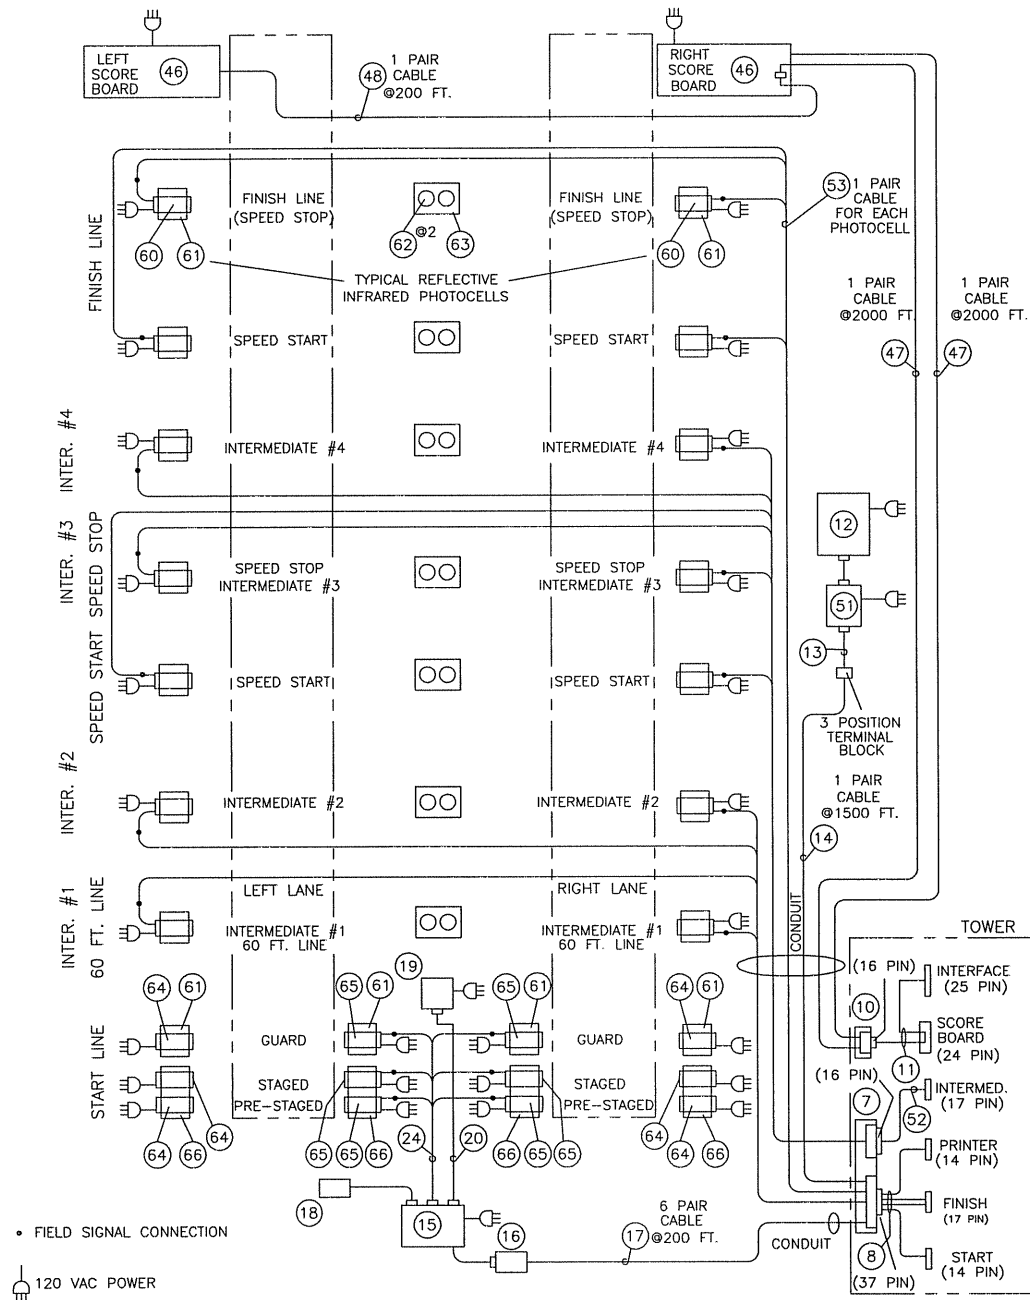 LEFT
SCORE
BOARD
46
48
1 PAIR
CABLE
@200 FT.
RIGHT
SCORE
BOARD
46
FINISH LINE
FINISH LINE
(SPEED STOP)
62
@2
63
FINISH LINE
(SPEED STOP)
53
1 PAIR
CABLE
FOR EACH
PHOTOCELL
60
61
60
61
TYPICAL REFLECTIVE
INFRARED PHOTOCELLS
1 PAIR
CABLE
@2000 FT.
1 PAIR
CABLE
@2000 FT.
SPEED START
SPEED START
47
47
INTER. #4
INTERMEDIATE #4
INTERMEDIATE #4
12
INTER. #3
SPEED STOP
SPEED STOP
INTERMEDIATE #3
SPEED STOP
INTERMEDIATE #3
51
13
SPEED START
SPEED START
SPEED START
3 POSITION
TERMINAL
BLOCK
INTER. #2
INTERMEDIATE #2
INTERMEDIATE #2
1 PAIR
CABLE
@1500 FT.
14
INTER. #1
60 FT. LINE
LEFT LANE
RIGHT LANE
INTERMEDIATE #1
60 FT. LINE
INTERMEDIATE #1
60 FT. LINE
CONDUIT
TOWER
(16 PIN)
INTERFACE
(25 PIN)
10
SCORE
BOARD
(24 PIN)
11
START LINE
64
61
65
61
19
65
61
64
61
GUARD
GUARD
STAGED
STAGED
PRE-STAGED
PRE-STAGED
(16 PIN)
INTERMED.
(17 PIN)
7
52
64
64
66
65
65
66
24
20
66
65
65
64
64
66
PRINTER
(14 PIN)
18
15
16
17
6 PAIR
CABLE
@200 FT.
CONDUIT
FINISH
(17 PIN)
8
(37 PIN)
START
(14 PIN)
FIELD SIGNAL CONNECTION
120 VAC POWER